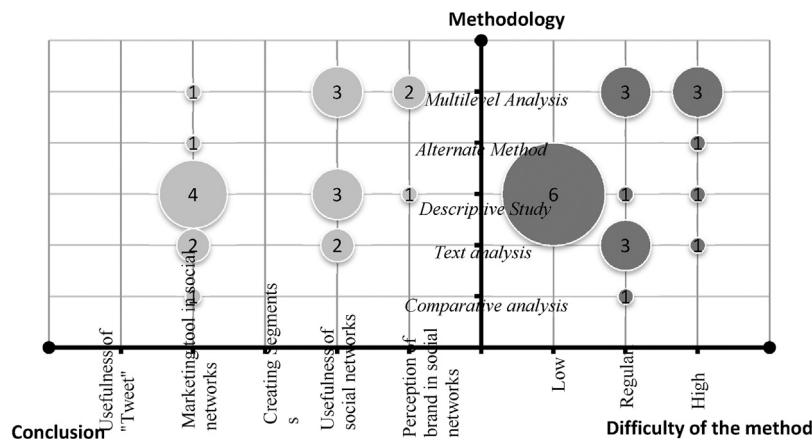 Methodology
1
3
2
Multilevel Analysis
3
3
1
Alternate Method
1
4
3
1
Descriptive Study
6
1
1
2
2
Text analysis
3
1
Comparative analysis
1
Usefulness of
"Tweet"
Marketing tool in social
networks
Creating Segments
s
Usefulness of
social networks
Perception of
brand in social
networks
Low
Regular
High
Conclusion
Difficulty of the method